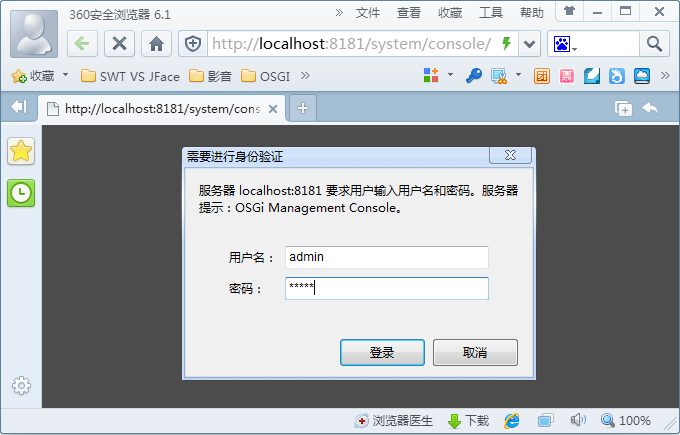 360安全浏览器 6.1
» 文件 查看 收藏 工具 帮助
http://localhost:8181/system/console/
收藏 SWT VS JFace 影音 OSGI » 团 票 »
http://localhost:8181/system/cons
需要进行身份验证
服务器 localhost:8181 要求用户输入用户名和密码。服务器
提示：OSGi Management Console。
用户名： admin
密码： *****
登录 取消
浏览器医生 下载 100%